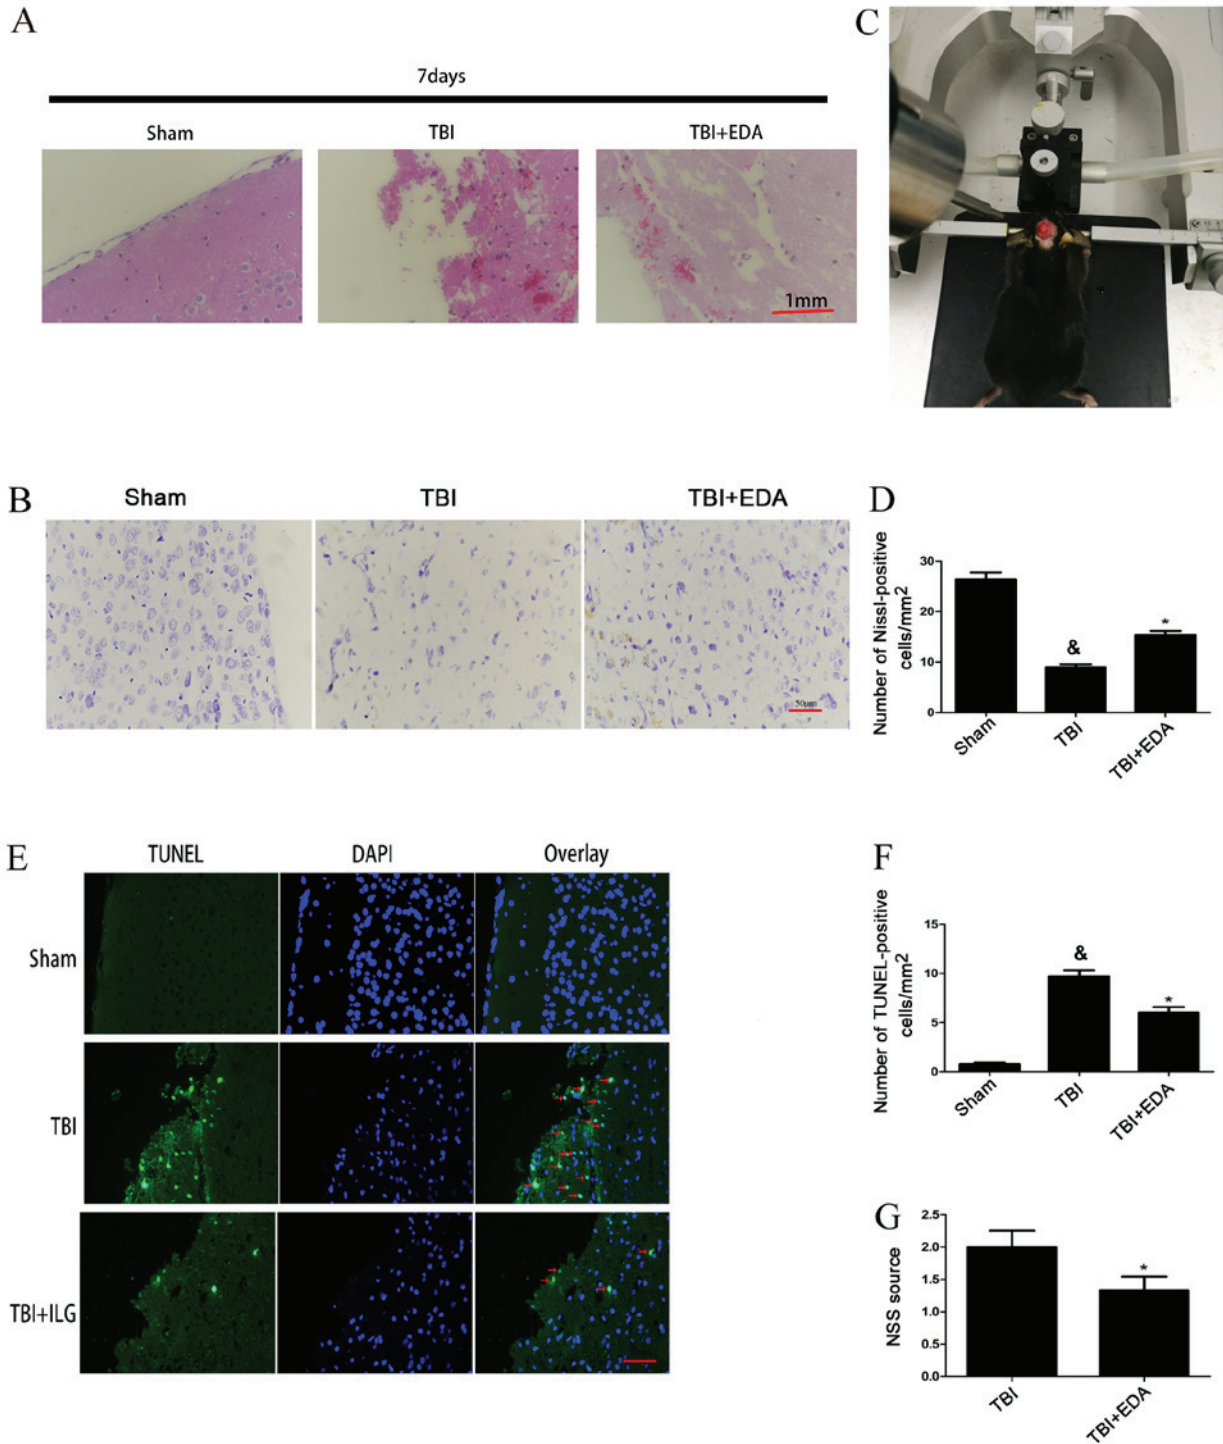 A
7days
Sham
TBI
TBI+EDA
1mm
C
B
Sham
TBI
TBI+EDA
50μm
D
Number of Nissl-positive
cells/mm2
30
20
10
0
Sham
TBI
TBI+EDA
&
*
E
TUNEL
DAPI
Overlay
Sham
TBI
TBI+ILG
F
Number of TUNEL-positive
cells/mm2
15
10
5
0
Sham
TBI
TBI+EDA
&
*
G
NSS source
2.5
2.0
1.5
1.0
0.5
0.0
TBI
TBI+EDA
*